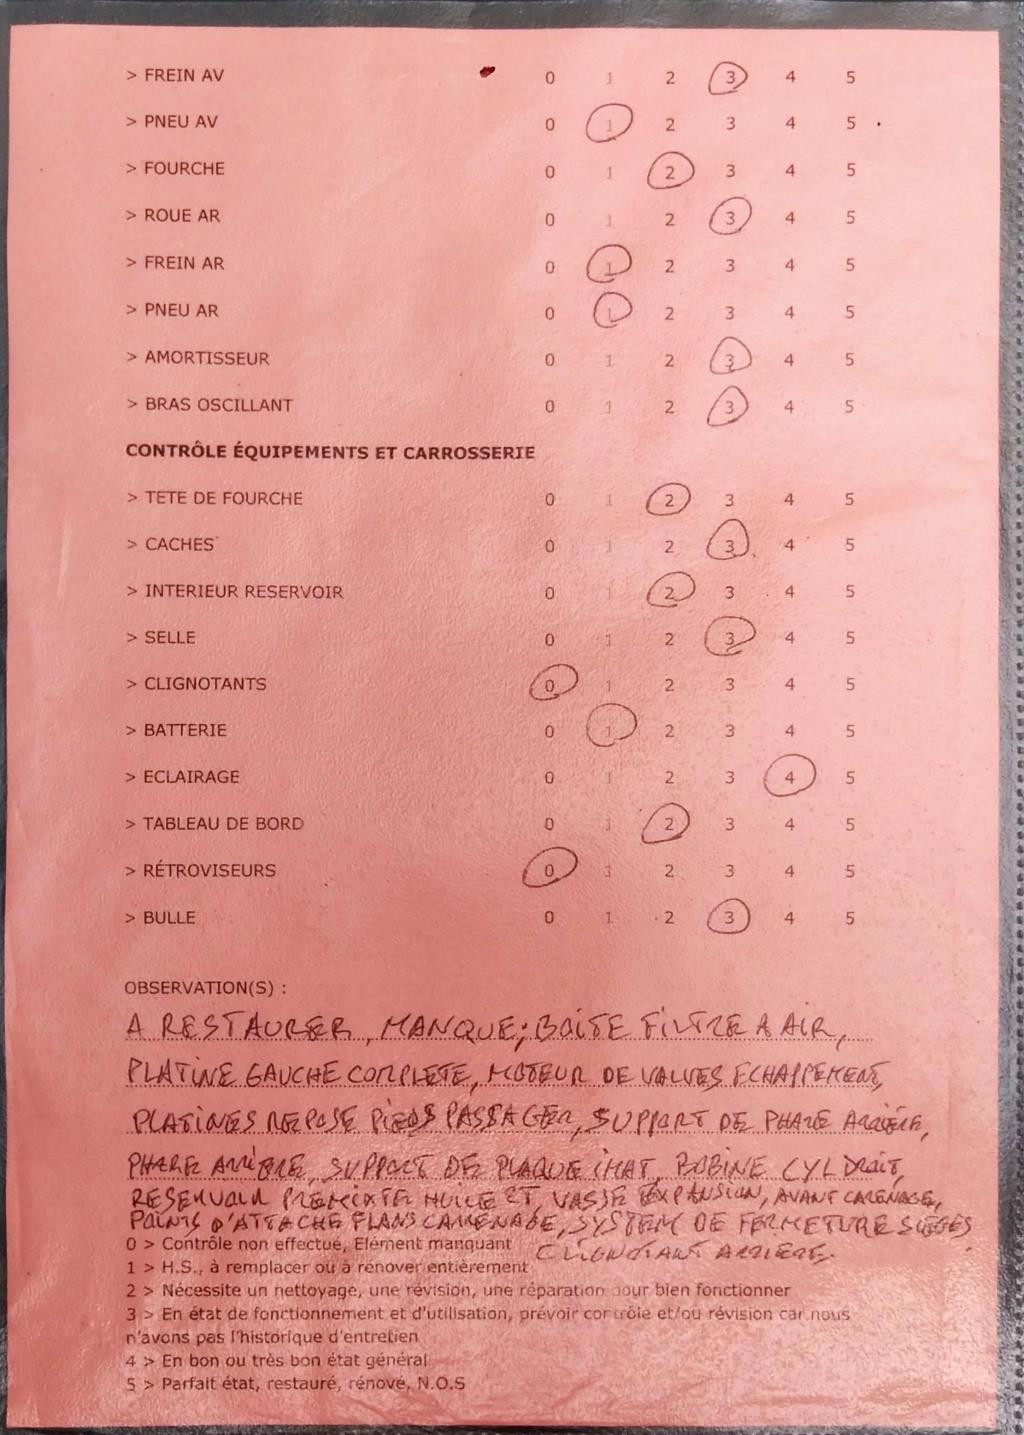 > FREIN AV 0 1 2 3 4 5
> PNEU AV 0 1 2 3 4 5
> FOURCHE 0 1 2 3 4 5
> ROUE AR 0 1 2 3 4 5
> FREIN AR 0 1 2 3 4 5
> PNEU AR 0 1 2 3 4 5
> AMORTISSEUR 0 1 2 3 4 5
> BRAS OSCILLANT 0 1 2 3 4 5
CONTRÔLE ÉQUIPEMENTS ET CARROSSERIE
> TETE DE FOURCHE 0 1 2 3 4 5
> CACHES 0 1 2 3 4 5
> INTERIEUR RESERVOIR 0 1 2 3 4 5
> SELLE 0 1 2 3 4 5
> CLIGNOTANTS 0 1 2 3 4 5
> BATTERIE 0 1 2 3 4 5
> ECLAIRAGE 0 1 2 3 4 5
> TABLEAU DE BORD 0 1 2 3 4 5
> RÉTROVISEURS 0 1 2 3 4 5
> BULLE 0 1 2 3 4 5
OBSERVATION(S) :
A RESTAURER, MANQUE; BOITE FILTRE A AIR,
PLATINE GAUCHE COMPLETE, MOTEUR DE VALVES ECHAPPEMENT,
PLATINES REPOSE PIEDS PASSAGER, SUPPORT DE PHARE ARRIÈRE,
PHARE ARRIÈRE, SUPPORT DE PLAQUE IMAT, BOBINE CYL DROIT,
RESERVOIR PREMIXTE HUILE 2T, VASSE EXPANSION, AVANT CARENAGE,
POINTS D'ATTACHE FLANS CARENAGE, SYSTEM DE FERMETURE SIEGES
0 > Contrôle non effectué, Elément manquant CLIGNOTANT ARRIERE.
1 > H.S., à remplacer ou à rénover entièrement
2 > Nécessite un nettoyage, une révision, une réparation pour bien fonctionner
3 > En état de fonctionnement et d'utilisation, prévoir contrôle et/ou révision car nous
n'avons pas l'historique d'entretien
4 > En bon ou très bon état général
5 > Parfait état, restauré, rénové, N.O.S